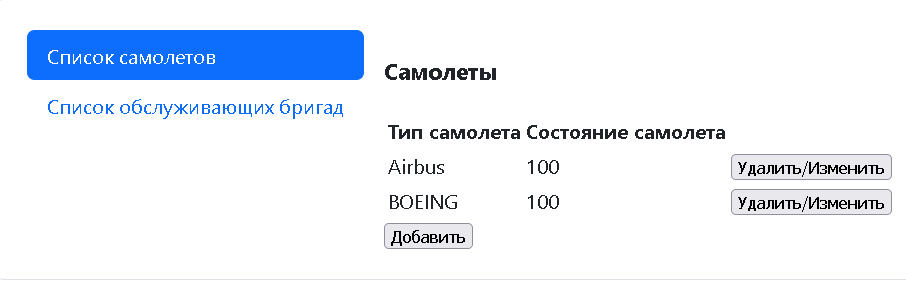 Список самолетов
Список обслуживающих бригад
Самолеты
Тип самолета Состояние самолета
Airbus 100 Удалить/Изменить
BOEING 100 Удалить/Изменить
Добавить